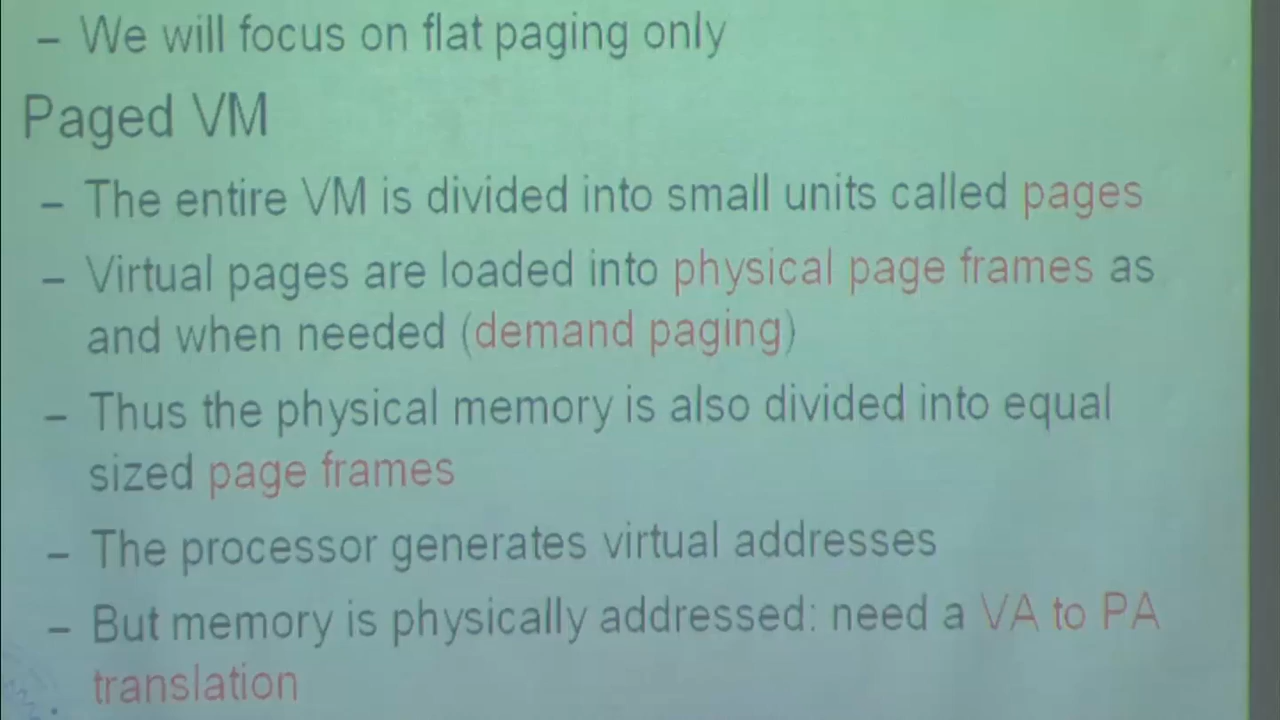 – We will focus on flat paging only
Paged VM
– The entire VM is divided into small units called pages
– Virtual pages are loaded into physical page frames as
and when needed (demand paging)
– Thus the physical memory is also divided into equal
sized page frames
– The processor generates virtual addresses
– But memory is physically addressed: need a VA to PA
translation